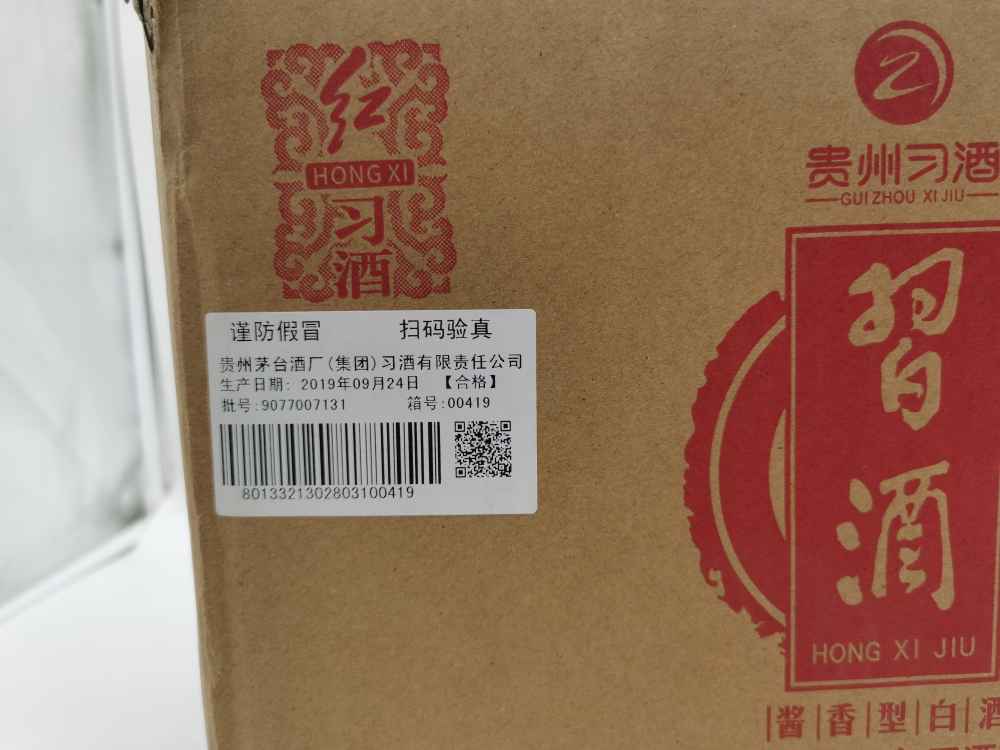 红
HONG XI
习
酒
谨防假冒 扫码验真
贵州茅台酒厂(集团)习酒有限责任公司
生产日期: 2019年09月24日 【合格】
批号:9077007131 箱号:00419
8013321302803100419
贵州习酒
GUIZHOU XI JIU
習
酒
HONG XI JIU
酱香型白酒